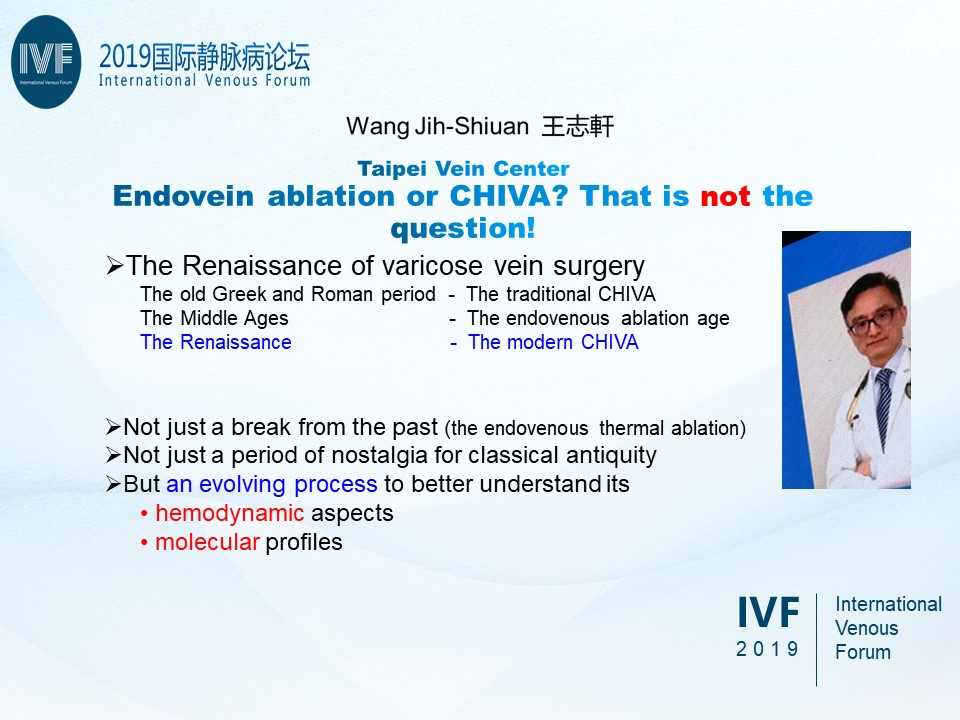 IVF
International Venous Forum
2019国际静脉病论坛
International Venous Forum
Wang Jih-Shiuan 王志軒
Taipei Vein Center
Endovein ablation or CHIVA? That is not the
question!
➢The Renaissance of varicose vein surgery
The old Greek and Roman period - The traditional CHIVA
The Middle Ages - The endovenous ablation age
The Renaissance - The modern CHIVA
➢Not just a break from the past (the endovenous thermal ablation)
➢Not just a period of nostalgia for classical antiquity
➢But an evolving process to better understand its
• hemodynamic aspects
• molecular profiles
IVF
2019
International
Venous
Forum